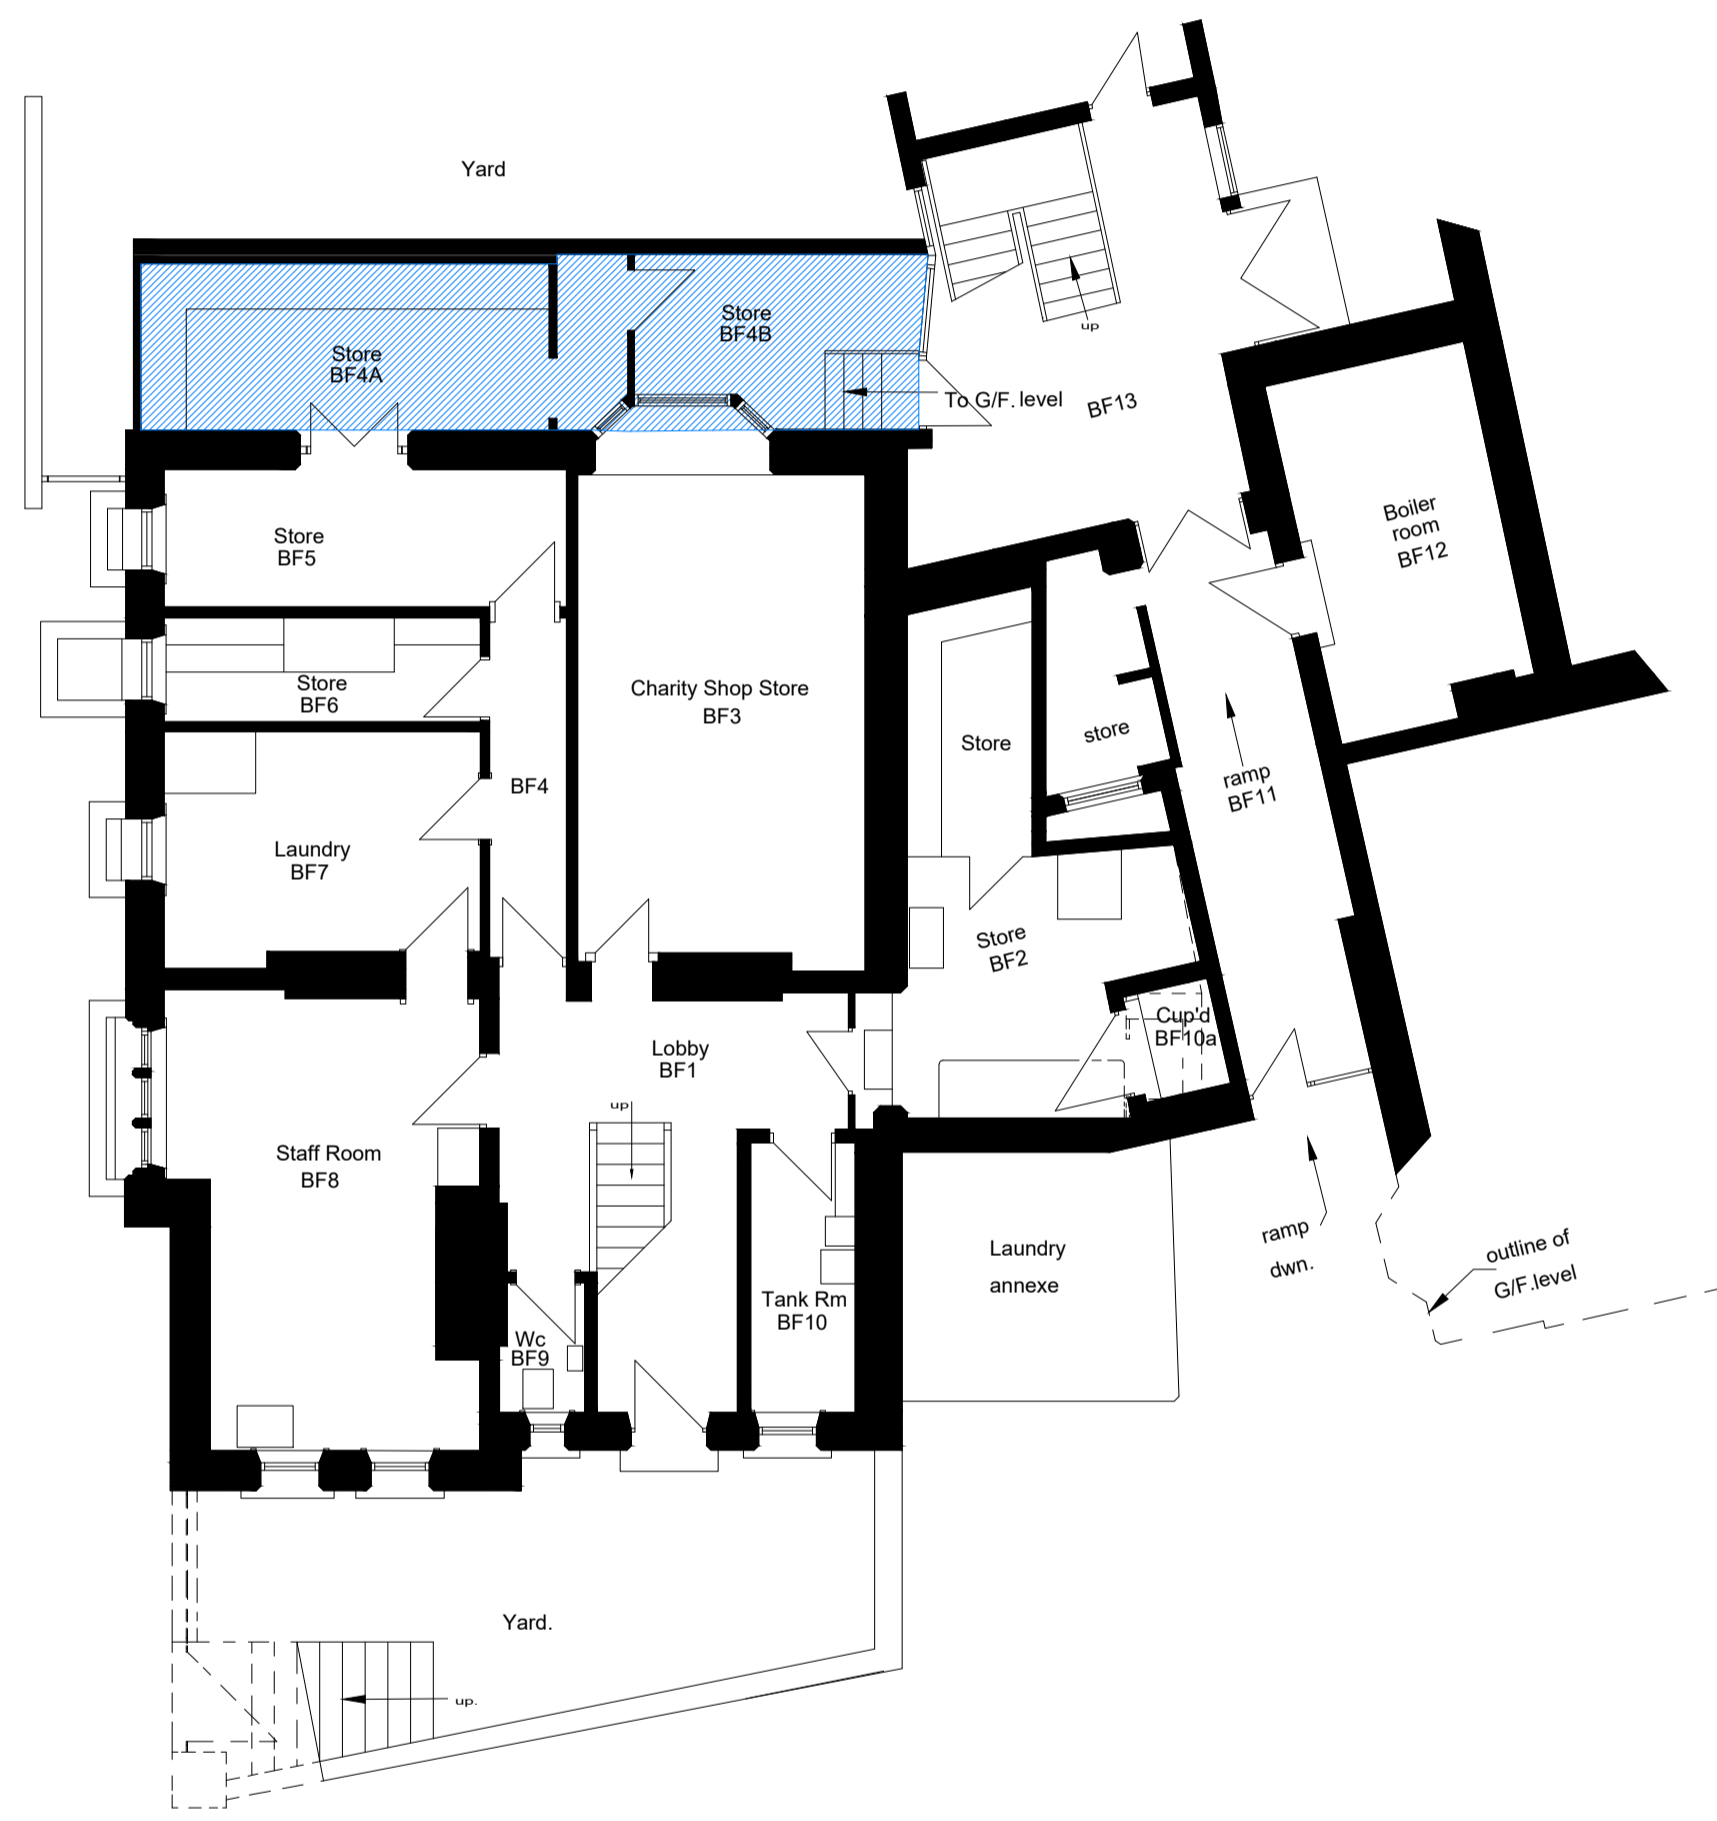 Yard
Store
BF4B
Store
BF4A
up
To G/F. level
BF13
Store
BF5
Boiler
room
BF12
Store
BF6
Charity Shop Store
BF3
Store
store
ramp
BF11
BF4
Laundry
BF7
Store
BF2
Cup'd
BF10a
Lobby
BF1
up
Staff Room
BF8
Laundry
annexe
ramp
dwn.
outline of
G/F.level
Tank Rm
BF10
Wc
BF9
Yard.
up.